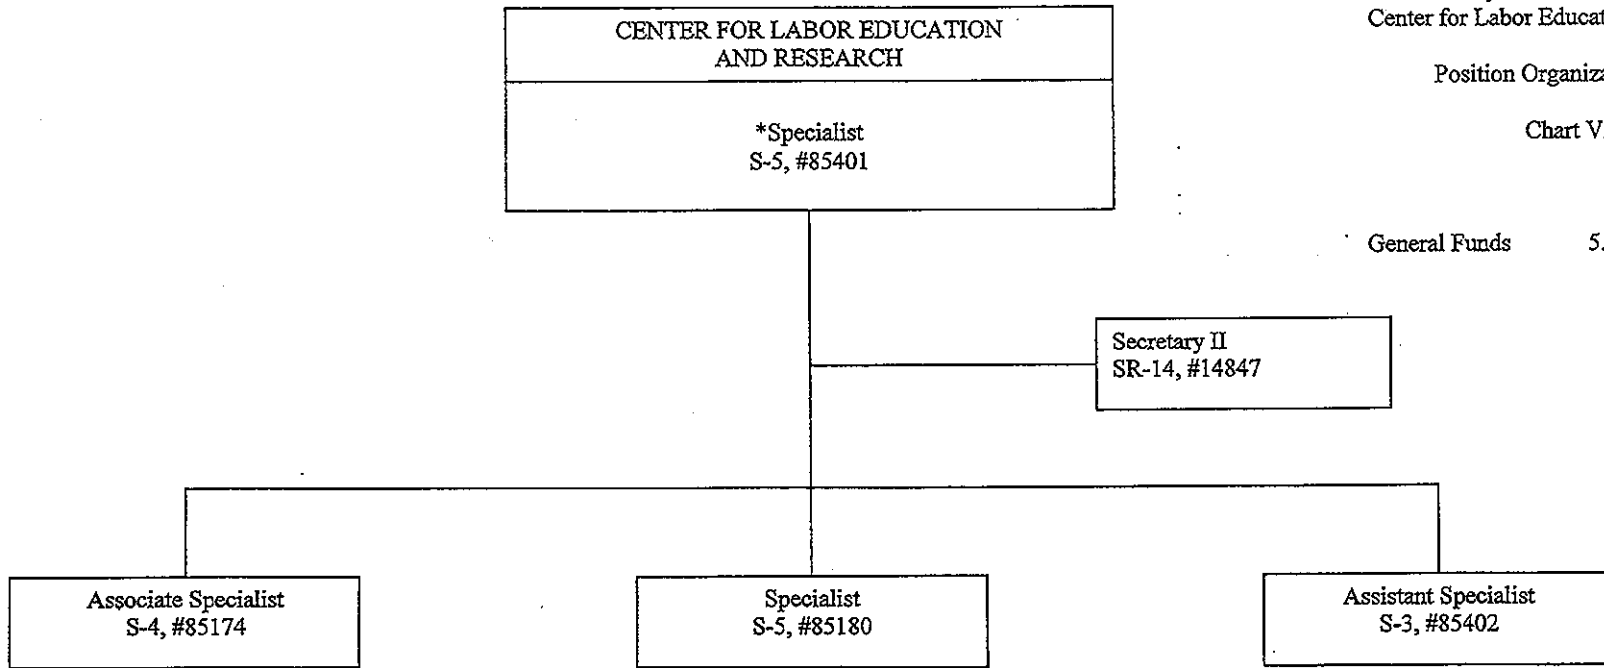 Center for Labor Educat
Position Organiza
Chart V
General Funds 5.
CENTER FOR LABOR EDUCATION
AND RESEARCH
*Specialist
S-5, #85401
Secretary II
SR-14, #14847
Associate Specialist
S-4, #85174
Specialist
S-5, #85180
Assistant Specialist
S-3, #85402